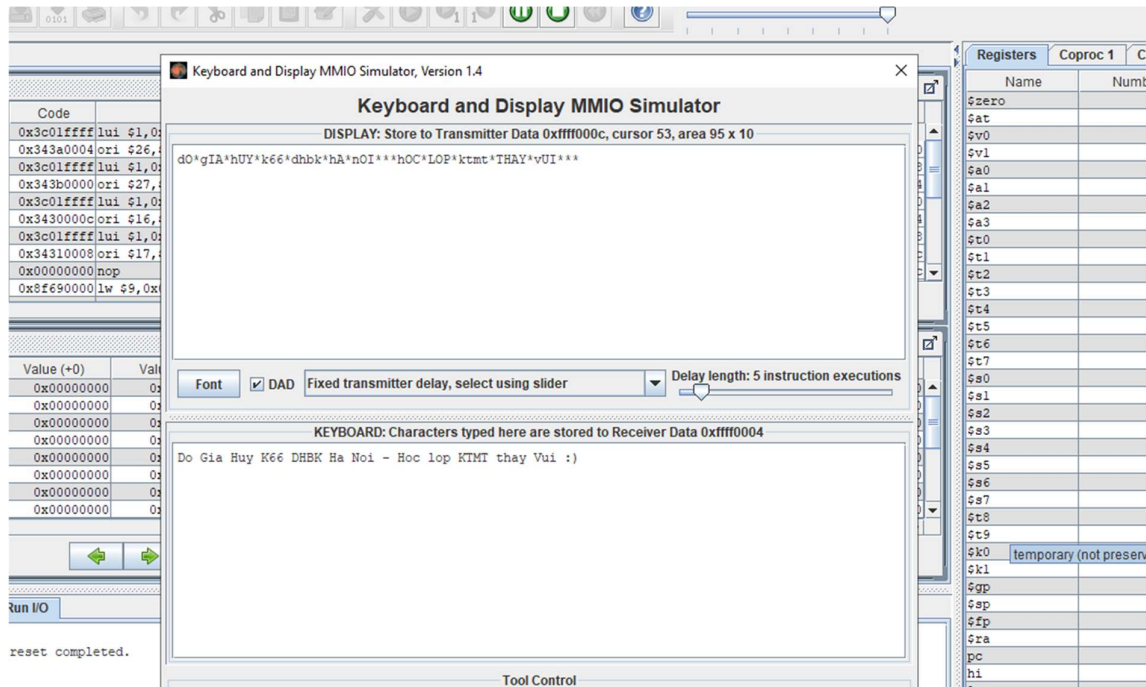 0101
Keyboard and Display MMIO Simulator, Version 1.4
Keyboard and Display MMIO Simulator
DISPLAY: Store to Transmitter Data 0xffff000c, cursor 53, area 95 x 10
dO*gIA*hUY*k66*dhbk*hA*nOI***hOC*LOP*ktmt*THAY*vUI***
Font
DAD
Fixed transmitter delay, select using slider
Delay length: 5 instruction executions
KEYBOARD: Characters typed here are stored to Receiver Data 0xffff0004
Do Gia Huy K66 DHBK Ha Noi - Hoc lop KTMT thay Vui :)
Tool Control
Code
0x3c01ffff lui $1,0
0x343a0004 ori $26,
0x3c01ffff lui $1,0
0x343b0000 ori $27,
0x3c01ffff lui $1,0
0x3430000c ori $16,
0x3c01ffff lui $1,0
0x34310008 ori $17,
0x00000000 nop
0x8f690000 lw $9,0x
Value (+0) Val
0x00000000
0x00000000
0x00000000
0x00000000
0x00000000
0x00000000
0x00000000
0x00000000
Run I/O
reset completed.
Registers Coproc 1 C
Name Numb
$zero
$at
$v0
$v1
$a0
$a1
$a2
$a3
$t0
$t1
$t2
$t3
$t4
$t5
$t6
$t7
$s0
$s1
$s2
$s3
$s4
$s5
$s6
$s7
$t8
$t9
$k0
temporary (not preserv
$k1
$gp
$sp
$fp
$ra
pc
hi